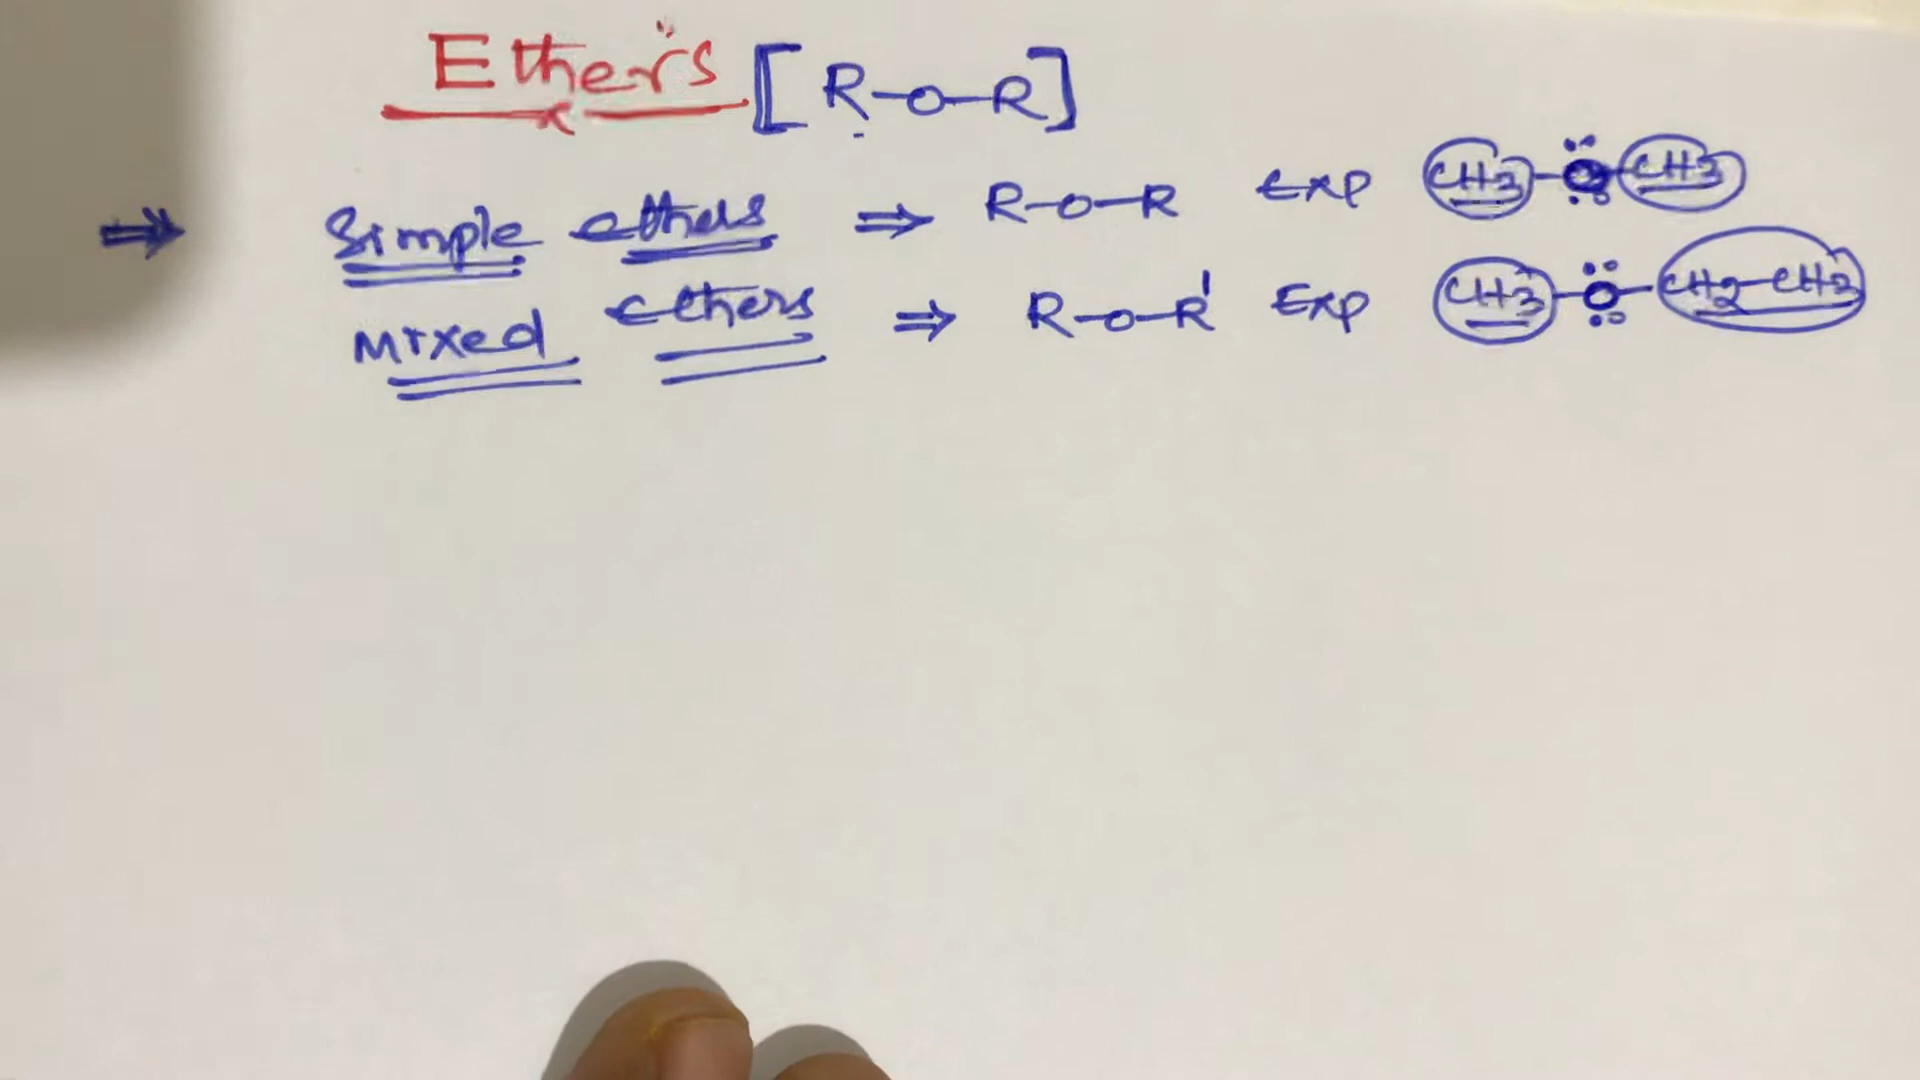 Ethers [R-O-R]
⇒ Simple ethers ⇒ R-O-R Exp CH3-O-CH3
Mixed Ethers ⇒ R-O-R' Exp CH3-O-CH2-CH3